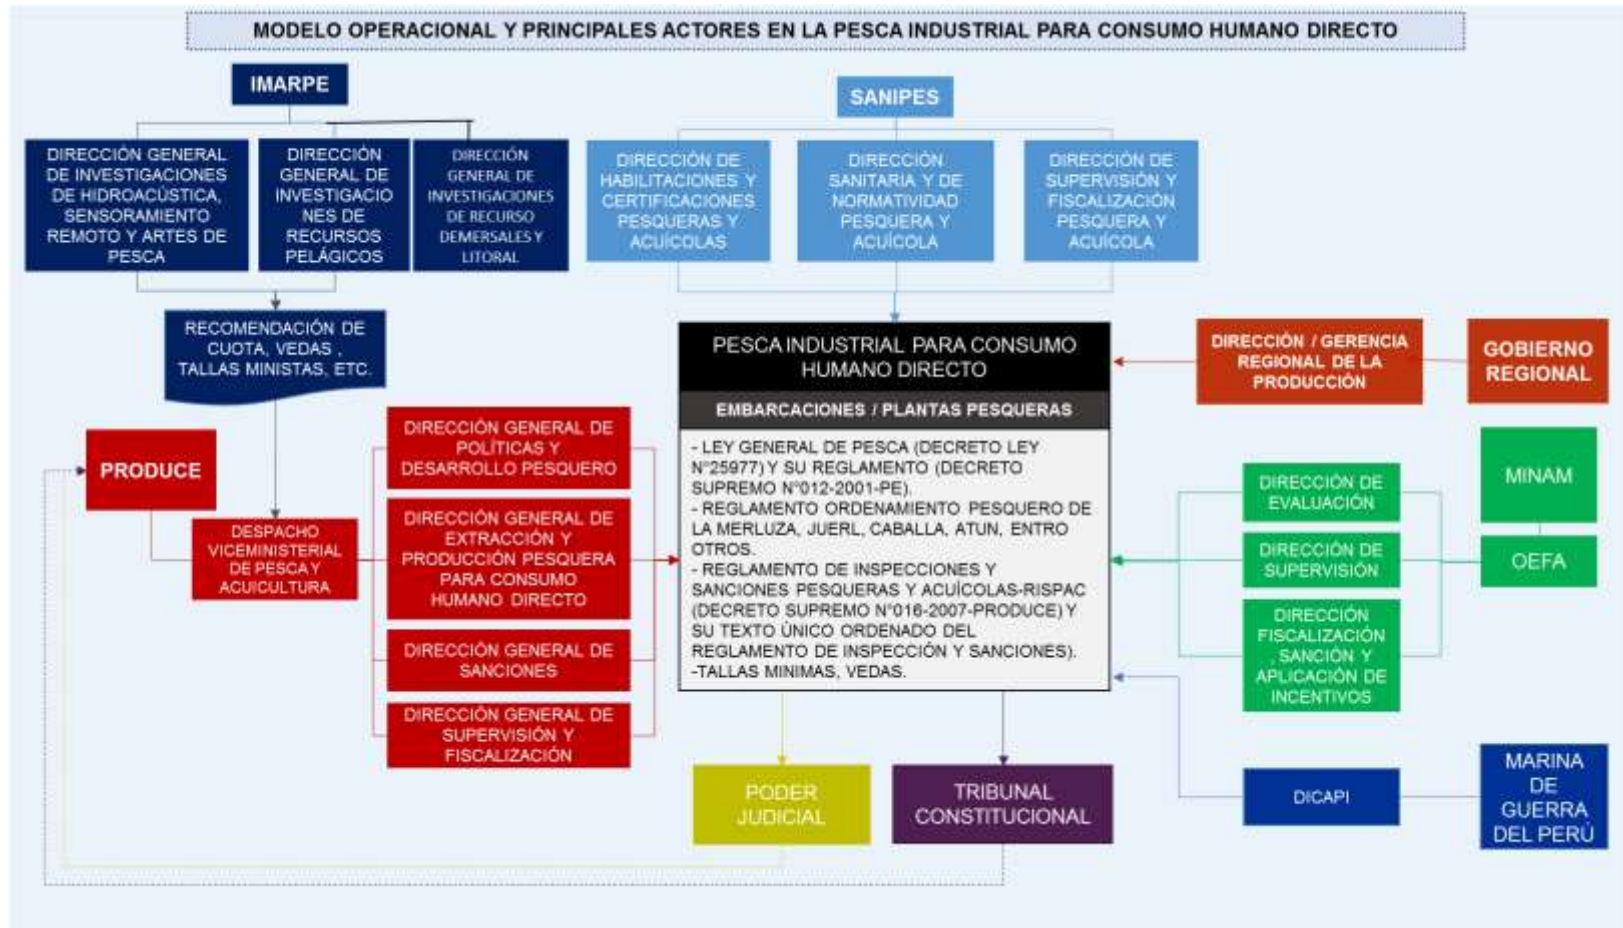 MODELO OPERACIONAL Y PRINCIPALES ACTORES EN LA PESCA INDUSTRIAL PARA CONSUMO HUMANO DIRECTO
IMARPE
DIRECCIÓN GENERAL
DE INVESTIGACIONES
DE HIDROACÚSTICA,
SENSORAMIENTO
REMOTO Y ARTES DE
PESCA
DIRECCIÓN
GENERAL DE
INVESTIGACIO
NES DE
RECURSOS
PELÁGICOS
DIRECCIÓN
GENERAL DE
INVESTIGACIONES
DE RECURSO
DEMERSALES Y
LITORAL
SANIPES
DIRECCIÓN DE
HABILITACIONES Y
CERTIFICACIONES
PESQUERAS Y
ACUÍCOLAS
DIRECCIÓN
SANITARIA Y DE
NORMATIVIDAD
PESQUERA Y
ACUÍCOLA
DIRECCIÓN DE
SUPERVISIÓN Y
FISCALIZACIÓN
PESQUERA Y
ACUÍCOLA
RECOMENDACIÓN DE
CUOTA, VEDAS ,
TALLAS MINISTAS, ETC.
PRODUCE
DESPACHO
VICEMINISTERIAL
DE PESCA Y
ACUICULTURA
DIRECCIÓN GENERAL DE
POLÍTICAS Y
DESARROLLO PESQUERO
DIRECCIÓN GENERAL DE
EXTRACCIÓN Y
PRODUCCIÓN PESQUERA
PARA CONSUMO
HUMANO DIRECTO
DIRECCIÓN GENERAL DE
SANCIONES
DIRECCIÓN GENERAL DE
SUPERVISIÓN Y
FISCALIZACIÓN
PESCA INDUSTRIAL PARA CONSUMO
HUMANO DIRECTO
EMBARCACIONES / PLANTAS PESQUERAS
- LEY GENERAL DE PESCA (DECRETO LEY
N°25977) Y SU REGLAMENTO (DECRETO
SUPREMO N°012-2001-PE).
- REGLAMENTO ORDENAMIENTO PESQUERO DE
LA MERLUZA, JUERL, CABALLA, ATUN, ENTRO
OTROS.
- REGLAMENTO DE INSPECCIONES Y
SANCIONES PESQUERAS Y ACUÍCOLAS-RISPAC
(DECRETO SUPREMO N°016-2007-PRODUCE) Y
SU TEXTO ÚNICO ORDENADO DEL
REGLAMENTO DE INSPECCIÓN Y SANCIONES).
-TALLAS MINIMAS, VEDAS.
DIRECCIÓN / GERENCIA
REGIONAL DE LA
PRODUCCIÓN
GOBIERNO
REGIONAL
DIRECCIÓN DE
EVALUACIÓN
DIRECCIÓN DE
SUPERVISIÓN
DIRECCIÓN
FISCALIZACIÓN
, SANCIÓN Y
APLICACIÓN DE
INCENTIVOS
MINAM
OEFA
PODER
JUDICIAL
TRIBUNAL
CONSTITUCIONAL
DICAPI
MARINA
DE
GUERRA
DEL PERÚ